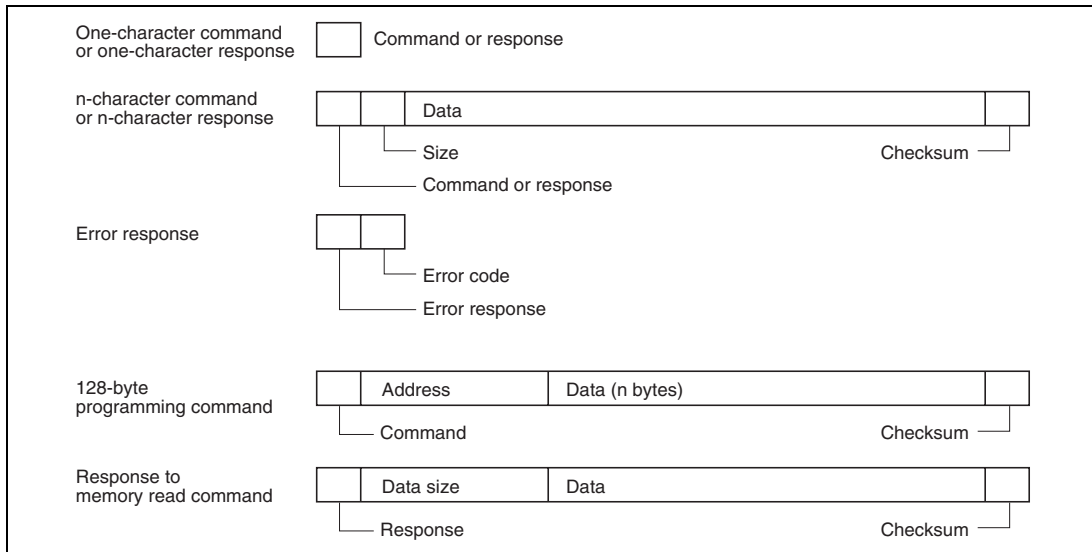 One-character command
or one-character response
Command or response
n-character command
or n-character response
Data
Size
Checksum
Command or response
Error response
Error code
Error response
128-byte
programming command
Address
Data (n bytes)
Command
Checksum
Response to
memory read command
Data size
Data
Response
Checksum